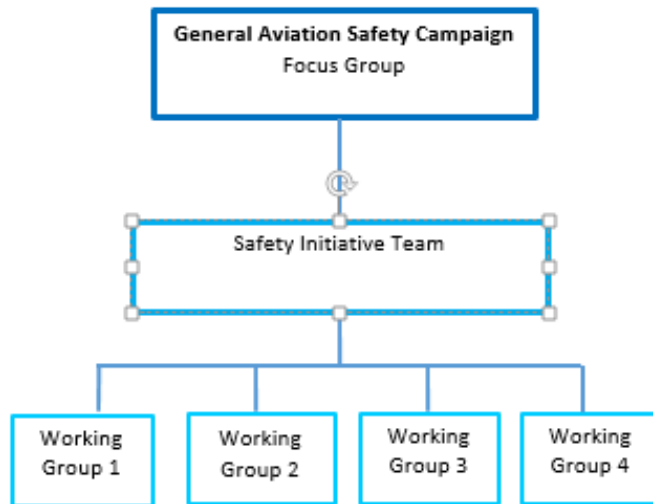 General Aviation Safety Campaign
Focus Group
Safety Initiative Team
Working
Group 1
Working
Group 2
Working
Group 3
Working
Group 4